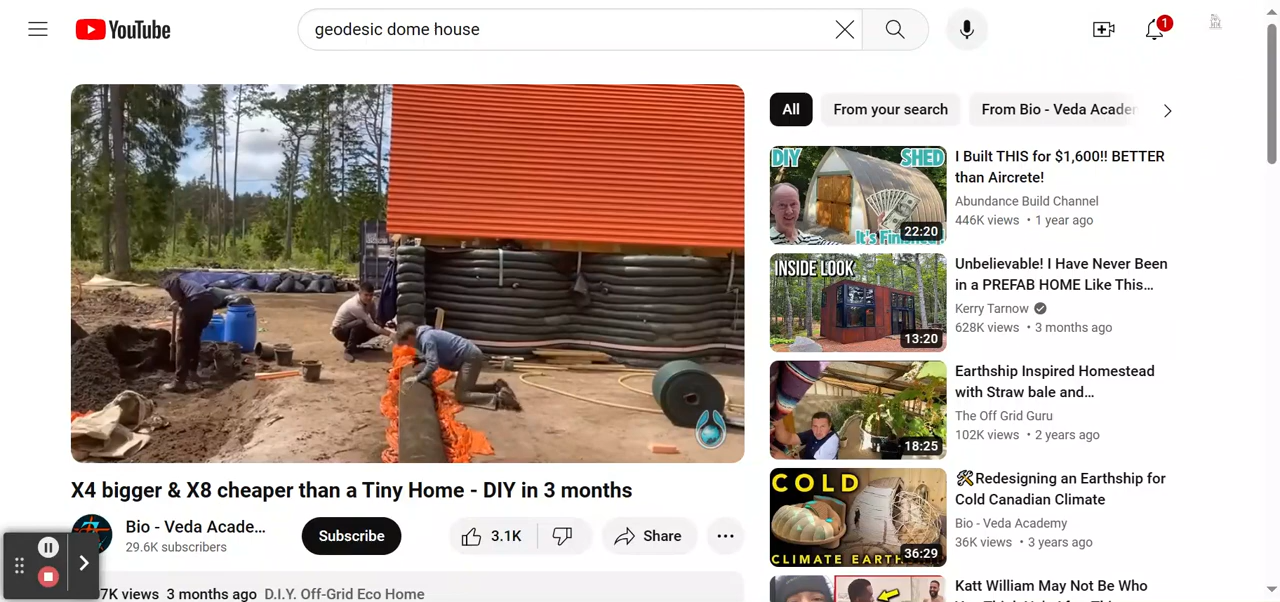 YouTube
geodesic dome house
1
All
From your search
From Bio - Veda Acader
DIY SHED
It's Finished!
22:20
I Built THIS for $1,600!! BETTER
than Aircrete!
Abundance Build Channel
446K views • 1 year ago
INSIDE LOOK
13:20
Unbelievable! I Have Never Been
in a PREFAB HOME Like This...
Kerry Tarnow
628K views • 3 months ago
18:25
Earthship Inspired Homestead
with Straw bale and...
The Off Grid Guru
102K views • 2 years ago
COLD
CLIMATE EARTH
36:29
🛠Redesigning an Earthship for
Cold Canadian Climate
Bio - Veda Academy
36K views • 3 years ago
Katt William May Not Be Who
X4 bigger & X8 cheaper than a Tiny Home - DIY in 3 months
Bio - Veda Acade...
29.6K subscribers
Subscribe
3.1K
Share
7K views 3 months ago D.I.Y. Off-Grid Eco Home